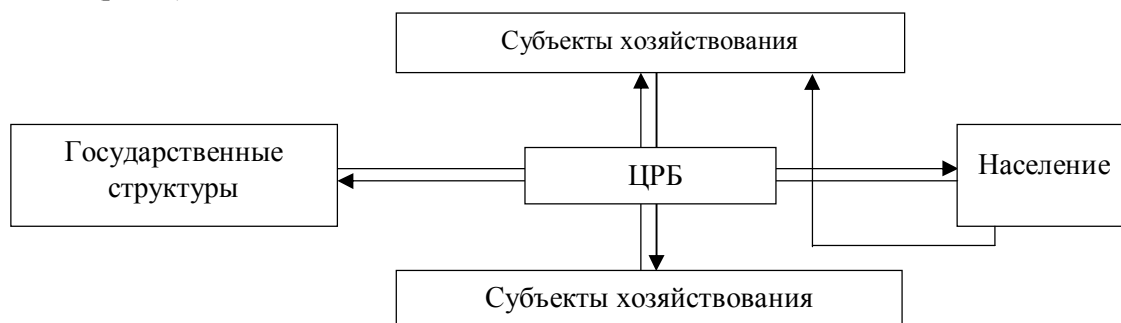 Субъекты хозяйствования
Государственные
структуры
ЦРБ
Население
Субъекты хозяйствования